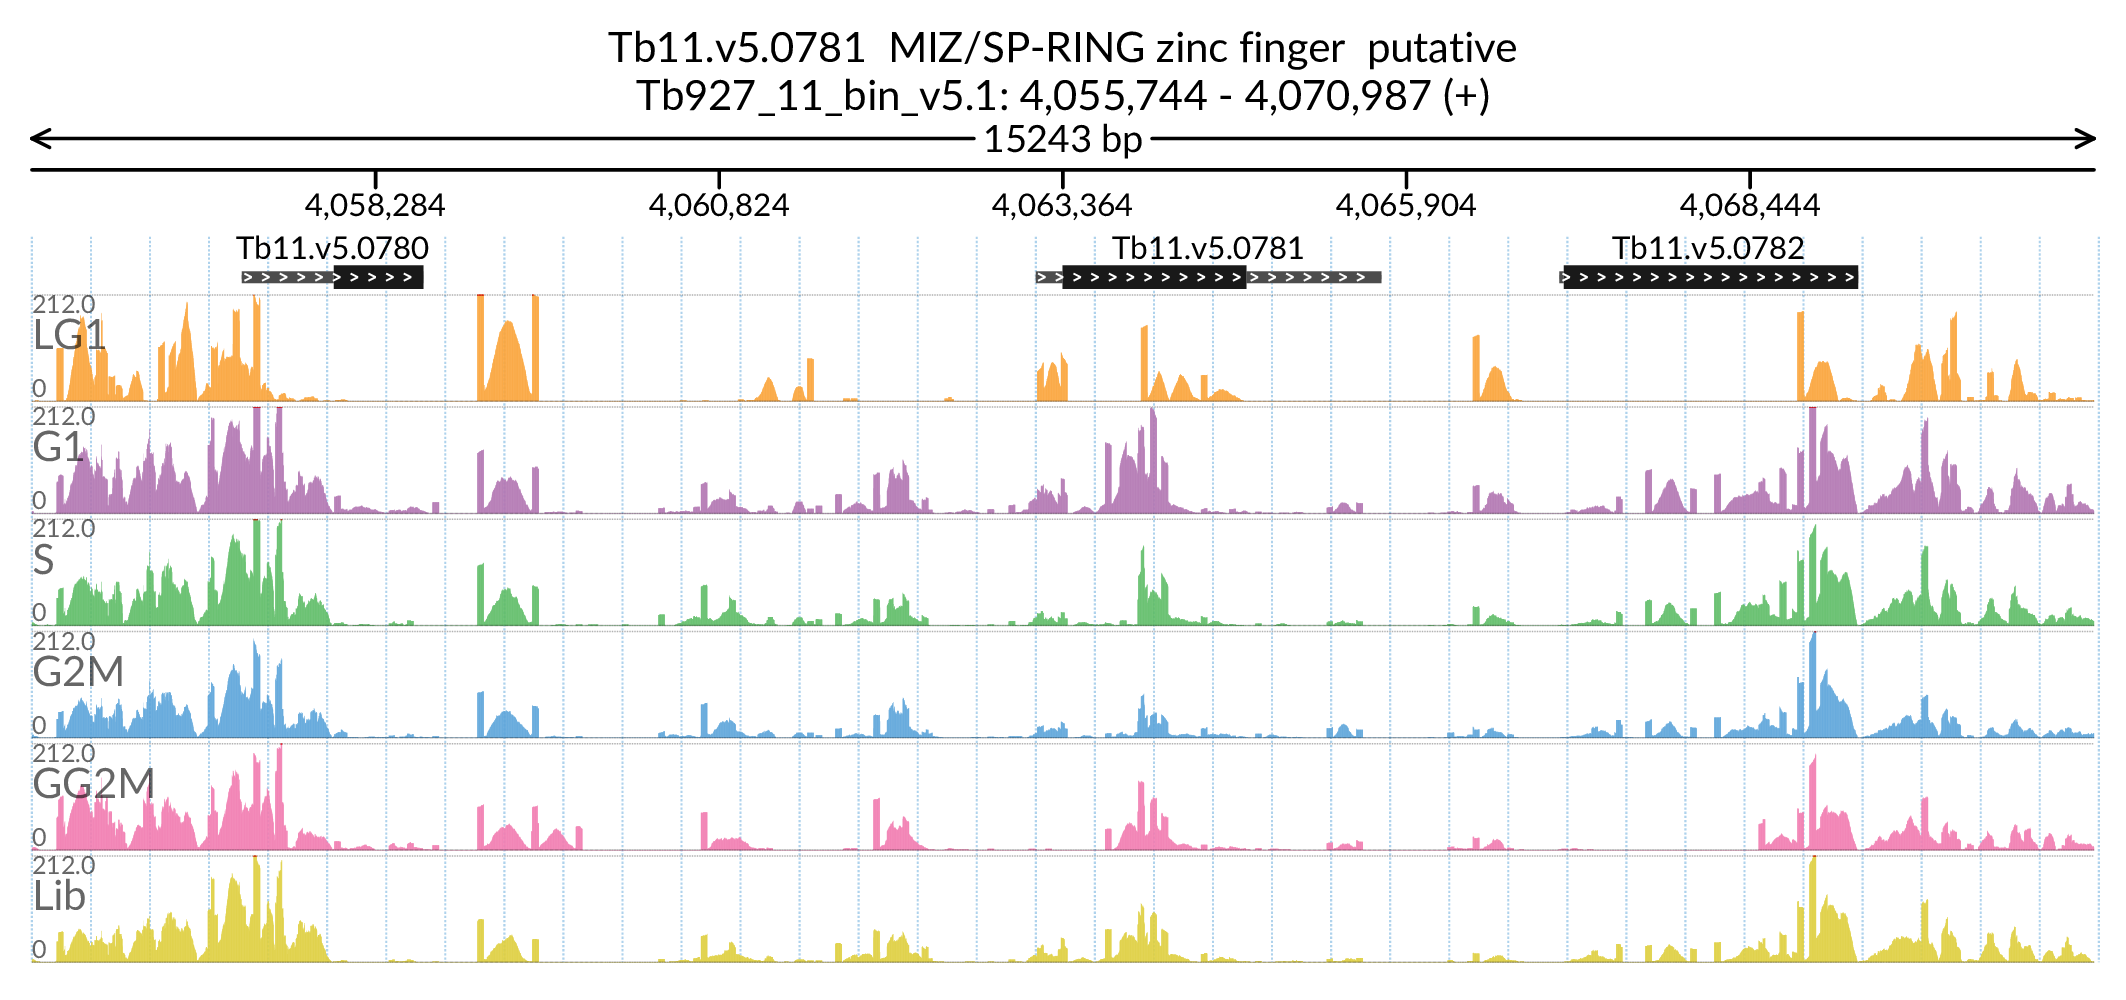 Tb11.v5.0781 MIZ/SP-RING zinc finger putative
Tb927_11_bin_v5.1: 4,055,744 - 4,070,987 (+)
15243 bp
4,058,284 4,060,824 4,063,364 4,065,904 4,068,444
Tb11.v5.0780 Tb11.v5.0781 Tb11.v5.0782
212.0
LG1
0
212.0
G1
0
212.0
S
0
212.0
G2M
0
212.0
GG2M
0
212.0
Lib
0